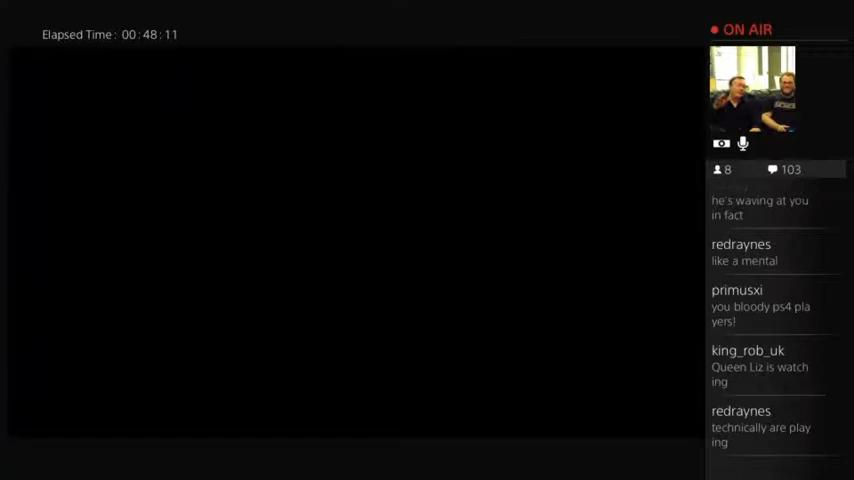 Elapsed Time: 00:48:11
ON AIR
8 103
he's waving at you
in fact
redraynes
like a mental
primusxi
you bloody ps4 pla
yers!
king_rob_uk
Queen Liz is watch
ing
redraynes
technically are play
ing